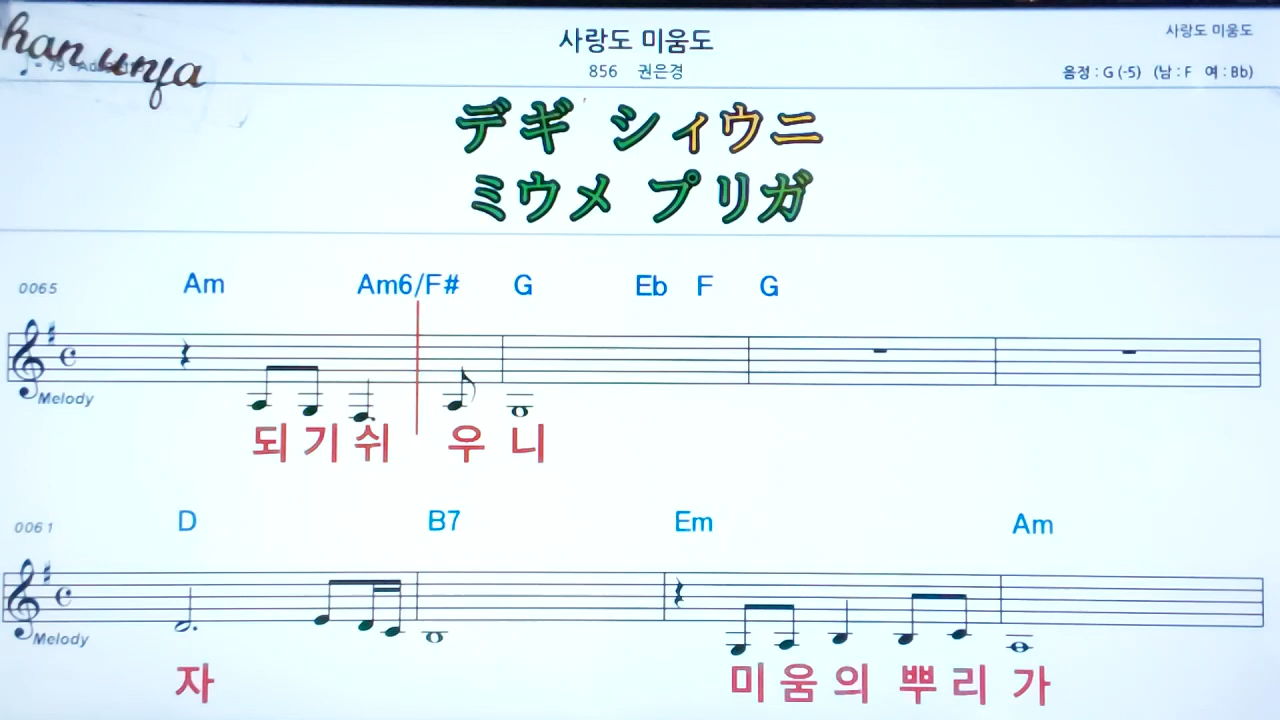 han unja
사랑도 미움도
사랑도 미움도
856 권은경
음정 : G (-5) (남 : F 여 : Bb)
デギ シィウニ
ミウメ プリガ
0065 Am Am6/F# G Eb F G
Melody
되기쉬 우니
0061 D B7 Em Am
Melody
자 미움의 뿌리가